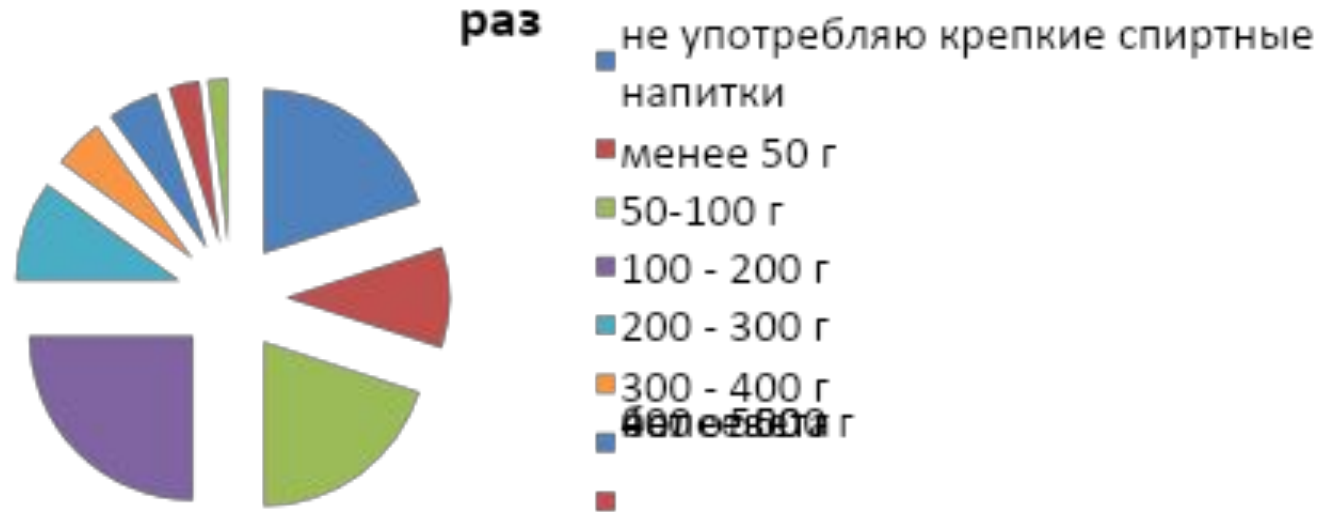 раз
не употребляю крепкие спиртные
напитки
менее 50 г
50-100 г
100 - 200 г
200 - 300 г
300 - 400 г